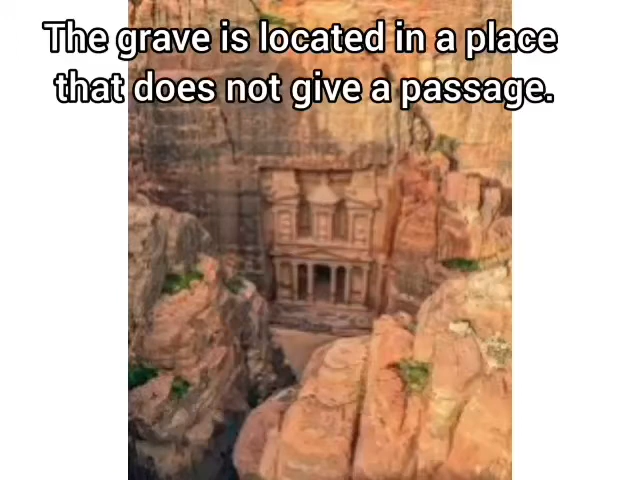 The grave is located in a place
that does not give a passage.